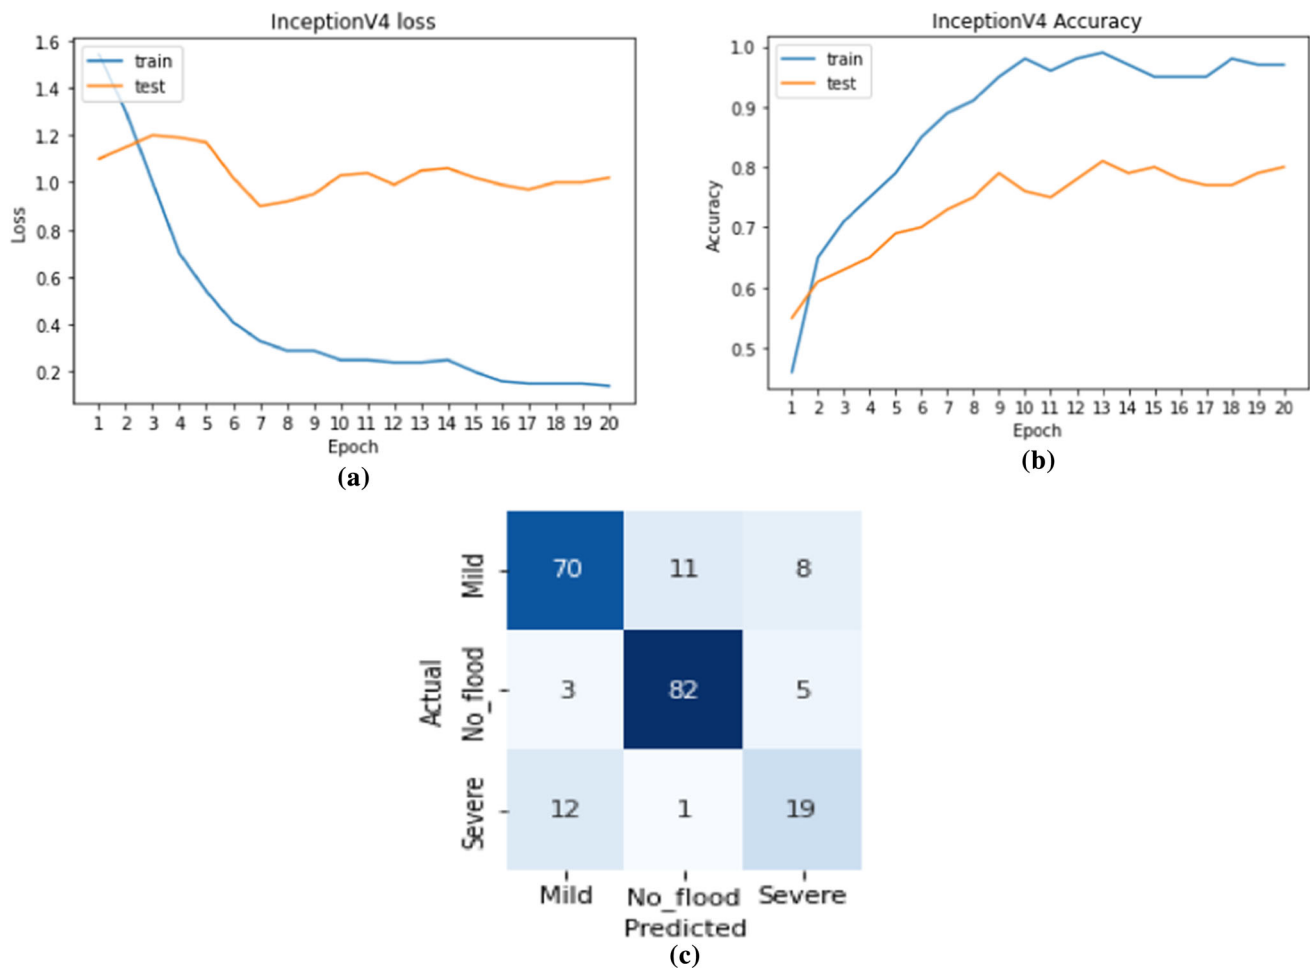 InceptionV4 loss
train
test
1.6
1.4
1.2
1.0
0.8
0.6
0.4
0.2
Loss
1 2 3 4 5 6 7 8 9 10 11 12 13 14 15 16 17 18 19 20
Epoch
(a)
InceptionV4 Accuracy
train
test
1.0
0.9
0.8
0.7
0.6
0.5
Accuracy
1 2 3 4 5 6 7 8 9 10 11 12 13 14 15 16 17 18 19 20
Epoch
(b)
Actual
Mild
70 11 8
No_flood
3 82 5
Severe
12 1 19
Mild No_flood Severe
Predicted
(c)